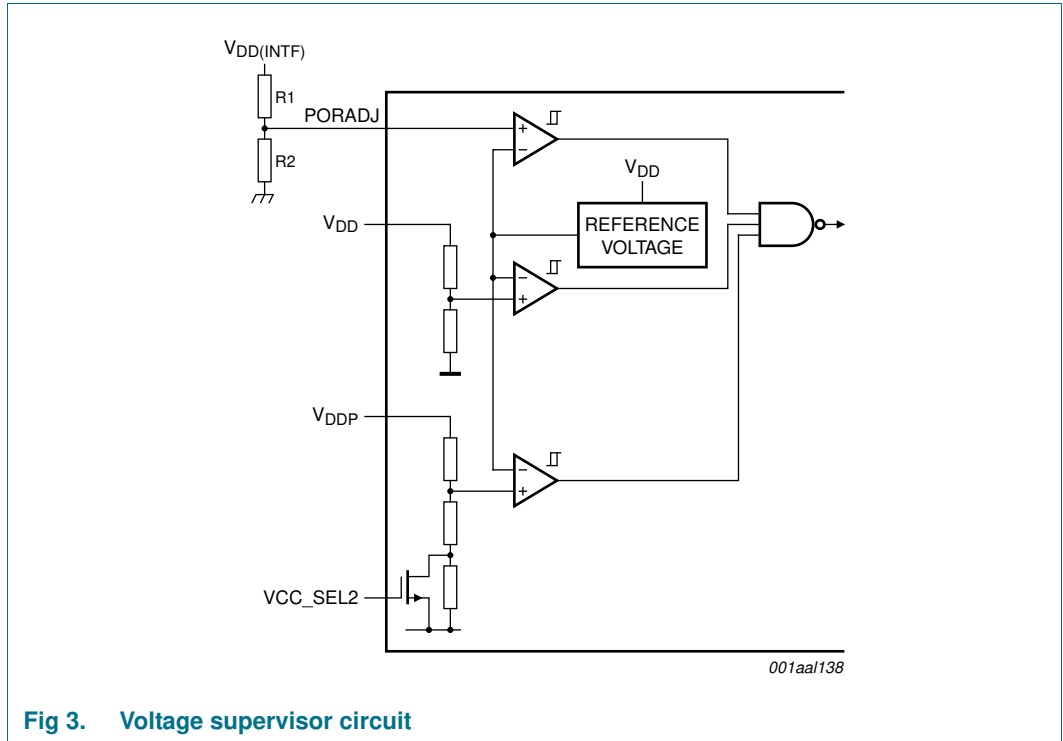 VDD(INTF)
R1
PORADJ
R2
VDD
VDD
REFERENCE
VOLTAGE
VDDP
VCC_SEL2
+
−
−
+
−
+
001aal138
Fig 3. Voltage supervisor circuit